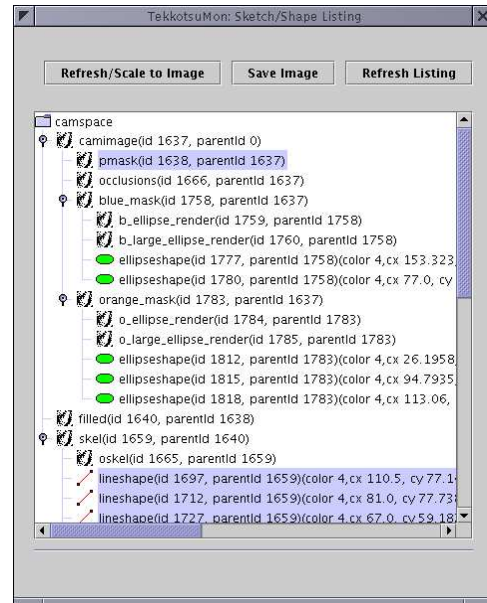 TekkotsuMon: Sketch/Shape Listing
Refresh/Scale to Image Save Image Refresh Listing
camspace
camimage(id 1637, parentId 0)
pmask(id 1638, parentId 1637)
occlusions(id 1666, parentId 1637)
blue_mask(id 1758, parentId 1637)
b_ellipse_render(id 1759, parentId 1758)
b_large_ellipse_render(id 1760, parentId 1758)
ellipseshape(id 1777, parentId 1758)(color 4,cx 153.323,
ellipseshape(id 1780, parentId 1758)(color 4,cx 77.0, cy
orange_mask(id 1783, parentId 1637)
o_ellipse_render(id 1784, parentId 1783)
o_large_ellipse_render(id 1785, parentId 1783)
ellipseshape(id 1812, parentId 1783)(color 4,cx 26.1958,
ellipseshape(id 1815, parentId 1783)(color 4,cx 94.7935,
ellipseshape(id 1818, parentId 1783)(color 4,cx 113.06,
filled(id 1640, parentId 1638)
skel(id 1659, parentId 1640)
oskel(id 1665, parentId 1659)
lineshape(id 1697, parentId 1659)(color 4,cx 110.5, cy 77.1
lineshape(id 1712, parentId 1659)(color 4,cx 81.0, cy 77.73
lineshape(id 1727, parentId 1659)(color 4,cx 67.0, cy 59.18